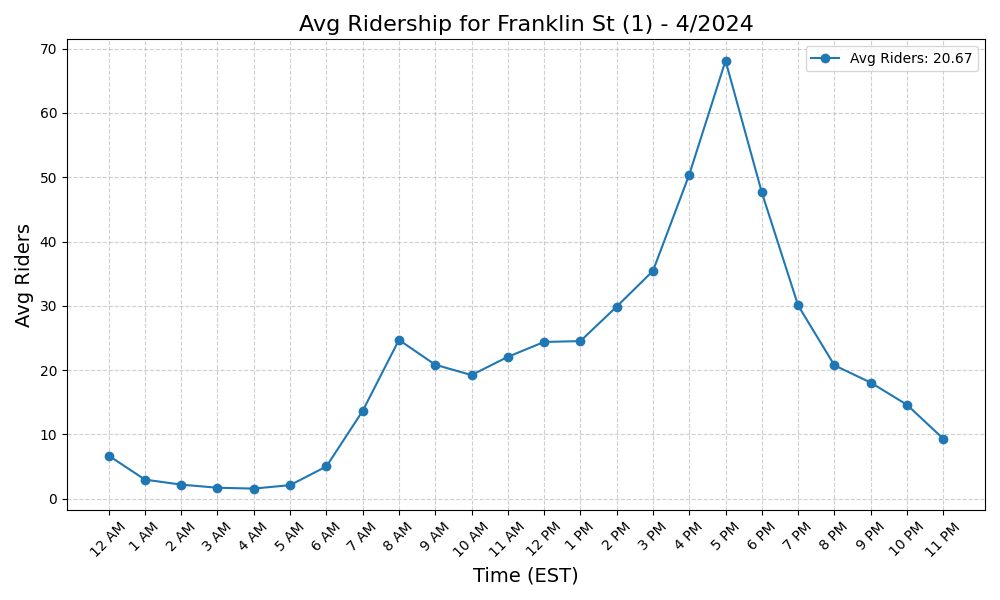 Avg Ridership for Franklin St (1) - 4/2024
Avg Riders: 20.67
Avg Riders
70
60
50
40
30
20
10
0
12 AM
1 AM
2 AM
3 AM
4 AM
5 AM
6 AM
7 AM
8 AM
9 AM
10 AM
11 AM
12 PM
1 PM
2 PM
3 PM
4 PM
5 PM
6 PM
7 PM
8 PM
9 PM
10 PM
11 PM
Time (EST)